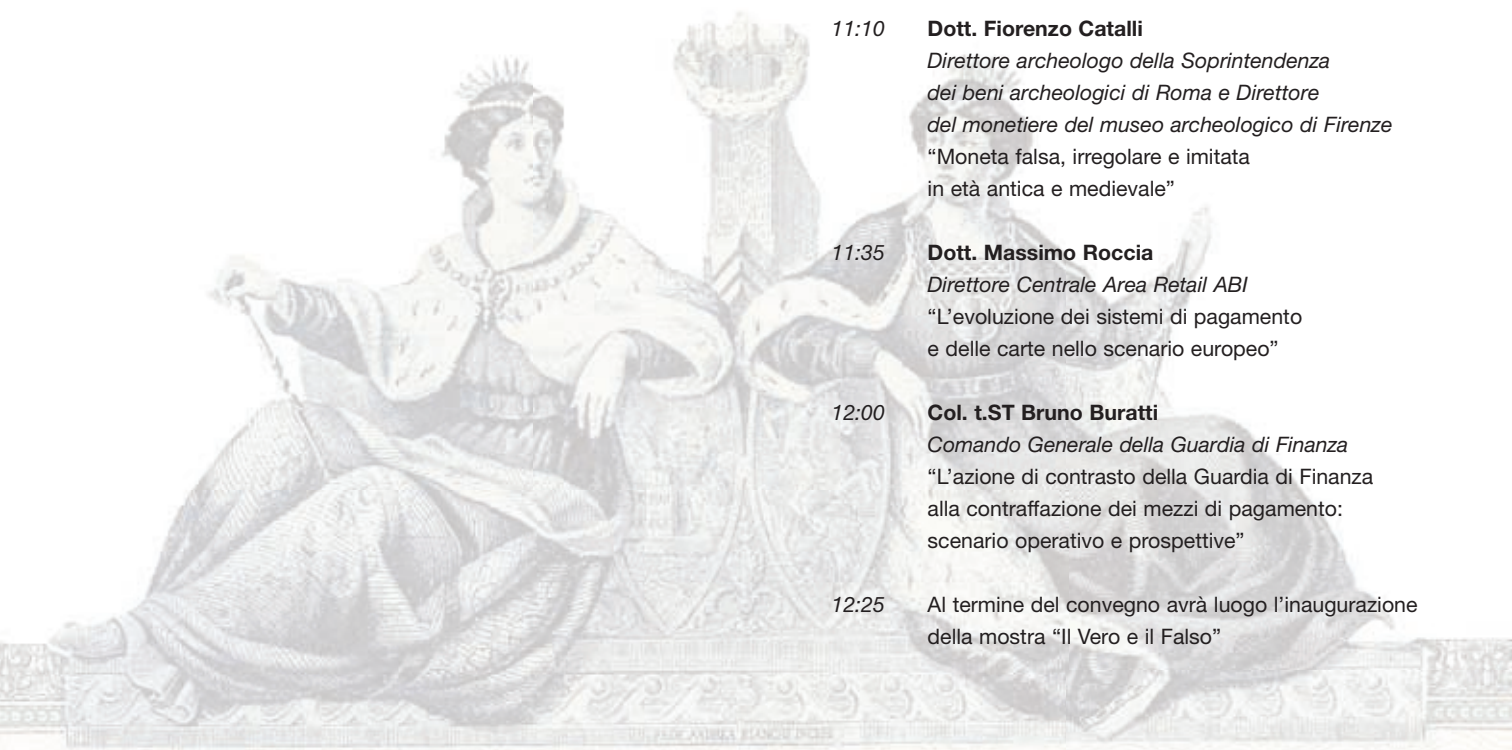 11:10 Dott. Fiorenzo Catalli
Direttore archeologo della Soprintendenza
dei beni archeologici di Roma e Direttore
del monetiere del museo archeologico di Firenze
“Moneta falsa, irregolare e imitata
in età antica e medievale”
11:35 Dott. Massimo Roccia
Direttore Centrale Area Retail ABI
“L’evoluzione dei sistemi di pagamento
e delle carte nello scenario europeo”
12:00 Col. t.ST Bruno Buratti
Comando Generale della Guardia di Finanza
“L’azione di contrasto della Guardia di Finanza
alla contraffazione dei mezzi di pagamento:
scenario operativo e prospettive”
12:25 Al termine del convegno avrà luogo l’inaugurazione
della mostra “Il Vero e il Falso”